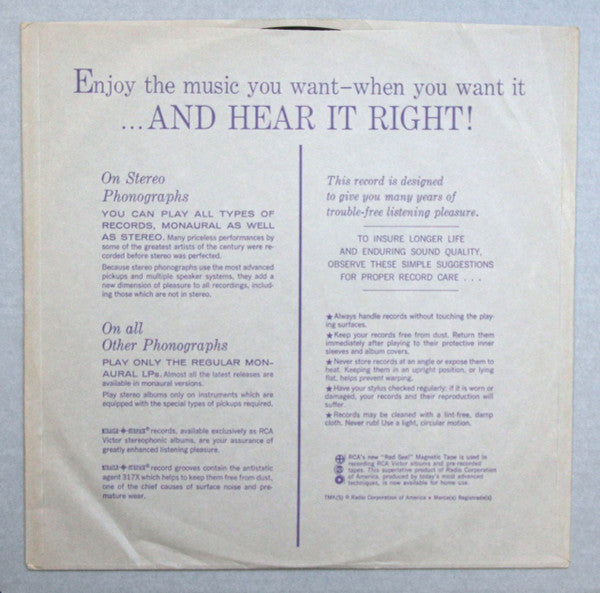 Enjoy the music you want–when you want it
...AND HEAR IT RIGHT!
On Stereo
Phonographs
YOU CAN PLAY ALL TYPES OF
RECORDS, MONAURAL AS WELL
AS STEREO. Many priceless performances by
some of the greatest artists of the century were re-
corded before stereo was perfected.
Because stereo phonographs use the most advanced
pickups and multiple speaker systems, they add a
new dimension of pleasure to all recordings, includ-
ing those which are not in stereo.
On all
Other Phonographs
PLAY ONLY THE REGULAR MON-
AURAL LPs. Almost all the latest releases are
available in monaural versions.
Play stereo albums only on instruments which are
equipped with the special types of pickups required.
records, available exclusively as RCA
Victor stereophonic albums, are your assurance of
greatly enhanced listening pleasure.
record grooves contain the antistatic
agent 317X which helps to keep them free from dust,
one of the chief causes of surface noise and pre-
mature wear.
This record is designed
to give you many years of
trouble-free listening pleasure.
TO INSURE LONGER LIFE
AND ENDURING SOUND QUALITY,
OBSERVE THESE SIMPLE SUGGESTIONS
FOR PROPER RECORD CARE . . .
★ Always handle records without touching the play-
ing surfaces.
★ Keep your records free from dust. Return them
immediately after playing to their protective inner
sleeves and album covers.
★ Never store records at an angle or expose them to
heat. Keeping them in an upright position, or lying
flat, helps prevent warping.
★ Have your stylus checked regularly: if it is worn or
damaged, your records and their reproduction will
suffer.
★ Records may be cleaned with a lint-free, damp
cloth. Never rub! Use a light, circular motion.
RCA's new "Red Seal" Magnetic Tape is used in
recording RCA Victor albums and pre-recorded
tapes. This superlative product of Radio Corporation
of America, produced by today's most advanced
techniques, is now available for home use.
® Radio Corporation of America • Marca(s) Registrada(s)